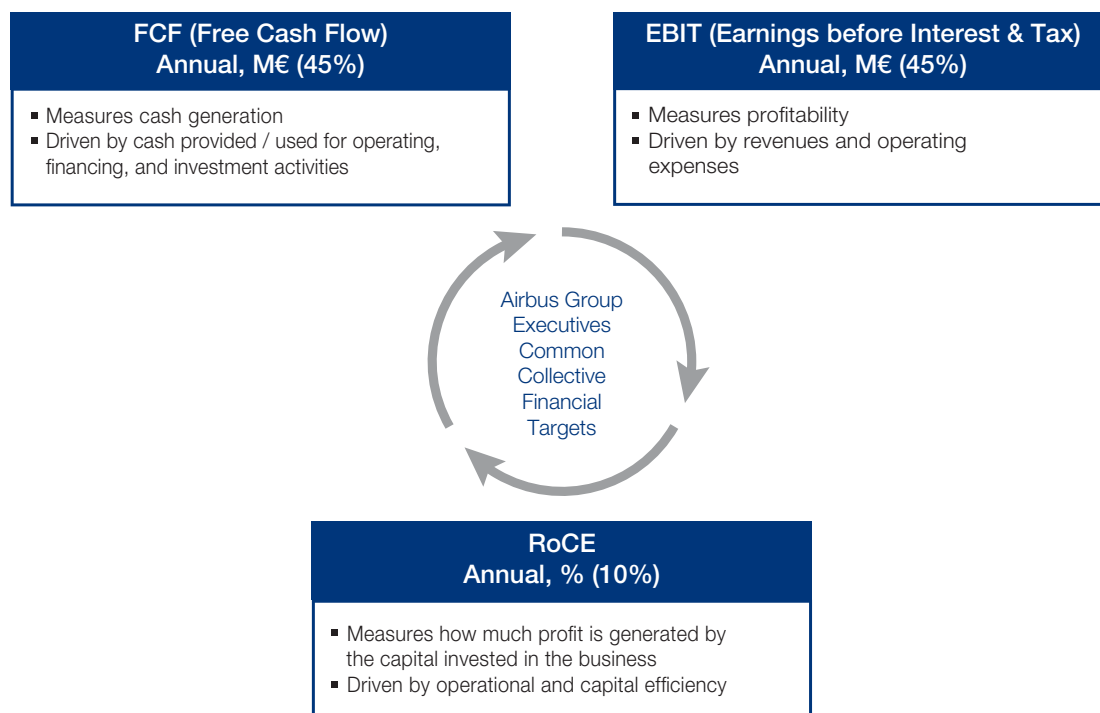 FCF (Free Cash Flow)
Annual, M€ (45%)
▪ Measures cash generation
▪ Driven by cash provided / used for operating,
financing, and investment activities
EBIT (Earnings before Interest & Tax)
Annual, M€ (45%)
▪ Measures profitability
▪ Driven by revenues and operating
expenses
Airbus Group
Executives
Common
Collective
Financial
Targets
RoCE
Annual, % (10%)
▪ Measures how much profit is generated by
the capital invested in the business
▪ Driven by operational and capital efficiency